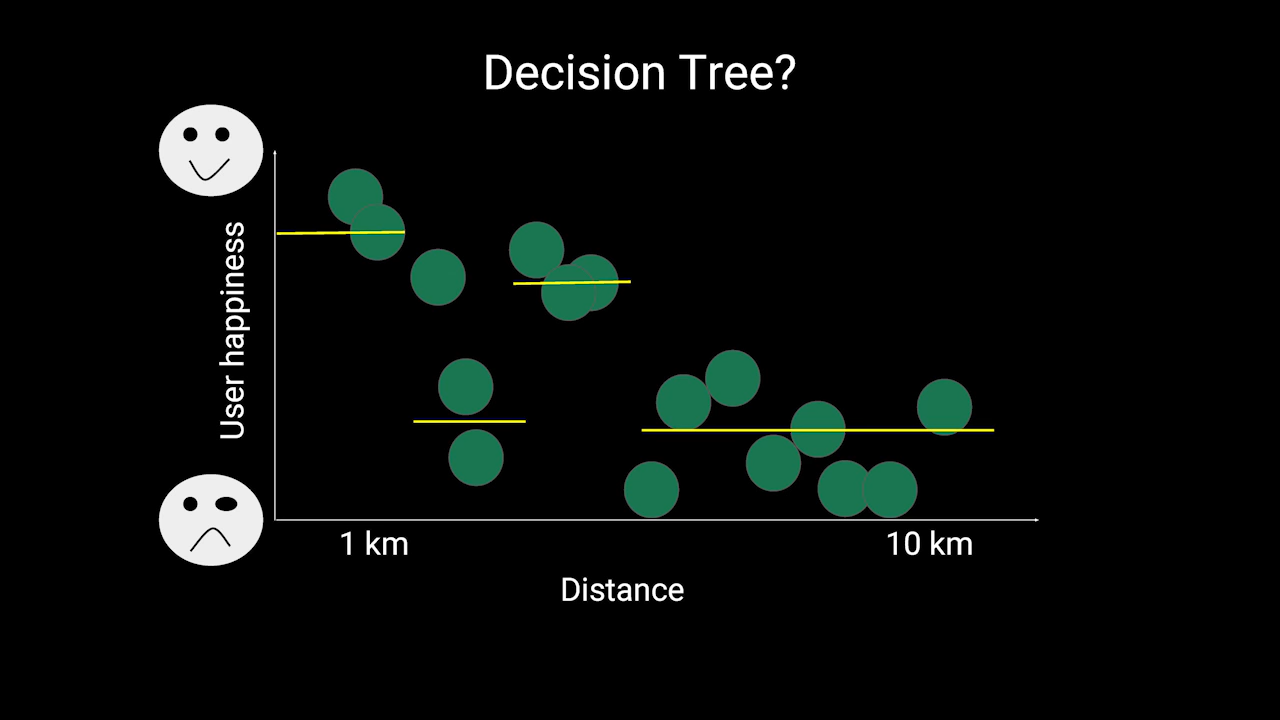 Decision Tree?
User happiness
1 km
10 km
Distance